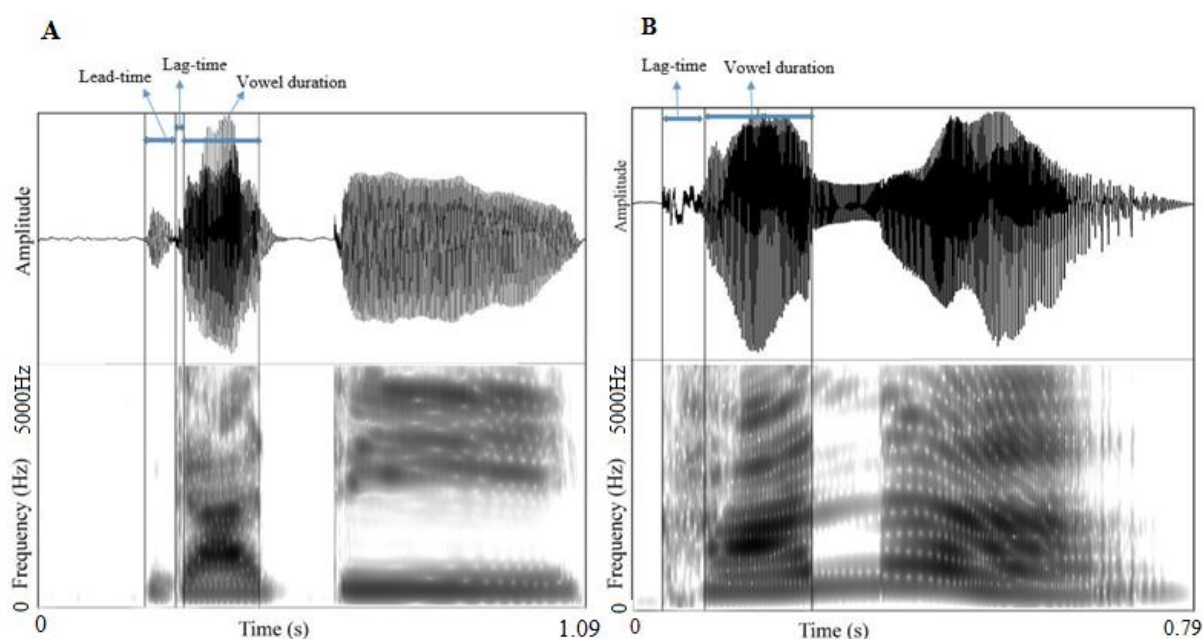 A
Lag-time
Lead-time
Vowel duration
Amplitude
5000Hz
Frequency (Hz)
0
0
Time (s)
1.09
B
Lag-time
Vowel duration
Amplitude
5000Hz
Frequency (Hz)
0
0
Time (s)
0.79